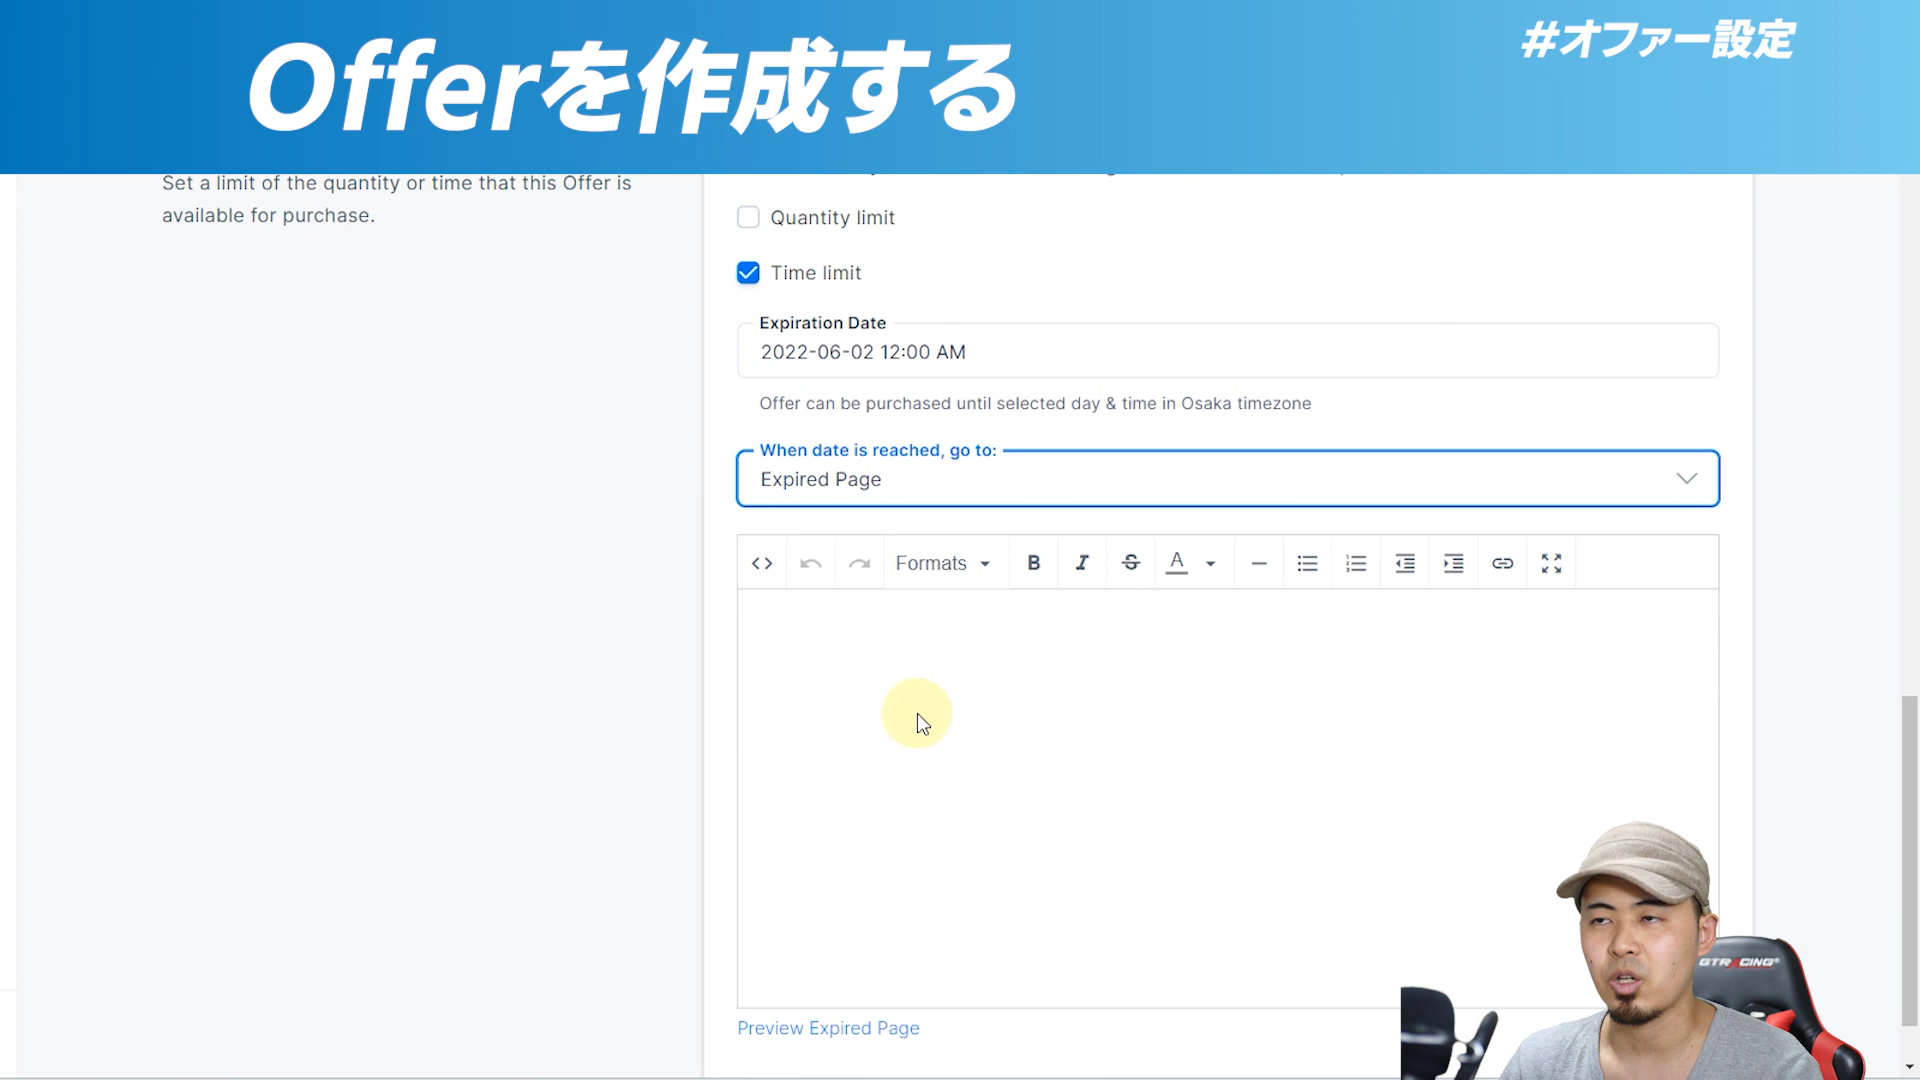 Offerを作成する
#オファー設定
Set a limit of the quantity or time that this Offer is
available for purchase.
Quantity limit
Time limit
Expiration Date
2022-06-02 12:00 AM
Offer can be purchased until selected day & time in Osaka timezone
When date is reached, go to:
Expired Page
Formats
B
I
S
A
Preview Expired Page
GTRACING